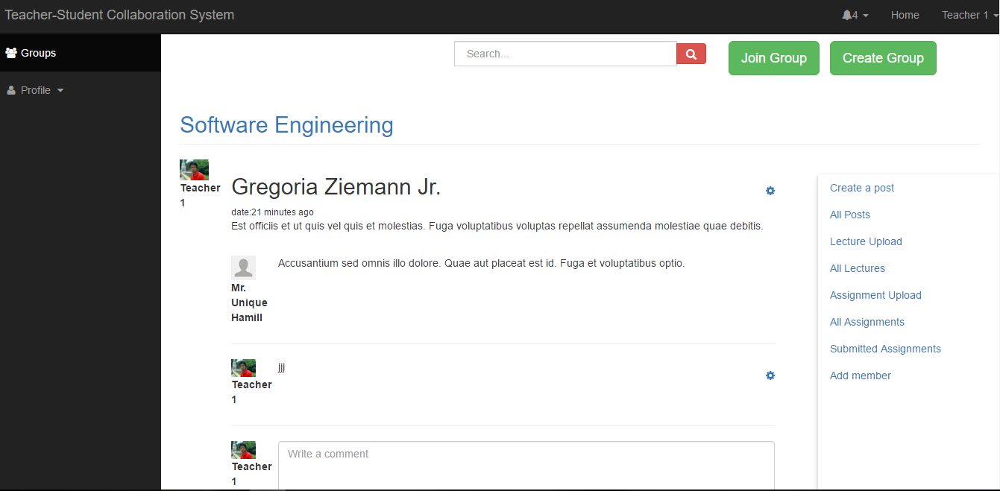 Teacher-Student Collaboration System
4 Home Teacher 1
Groups
Profile
Search...
Join Group
Create Group
Software Engineering
Teacher
1
Gregoria Ziemann Jr.
date:21 minutes ago
Est officiis et ut quis vel quis et molestias. Fuga voluptatibus voluptas repellat assumenda molestiae quae debitis.
Mr.
Unique
Hamill
Accusantium sed omnis illo dolore. Quae aut placeat est id. Fuga et voluptatibus optio.
Teacher
1
jjj
Teacher
1
Write a comment
Create a post
All Posts
Lecture Upload
All Lectures
Assignment Upload
All Assignments
Submitted Assignments
Add member